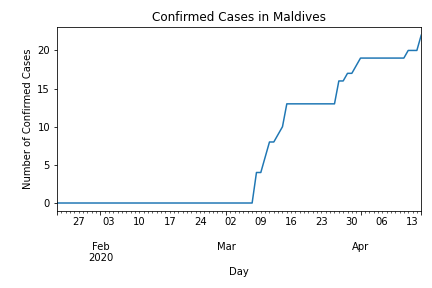 Confirmed Cases in Maldives
Number of Confirmed Cases
20
15
10
5
0
27 03 10 17 24 02 09 16 23 30 06 13
Feb Mar Apr
2020
Day